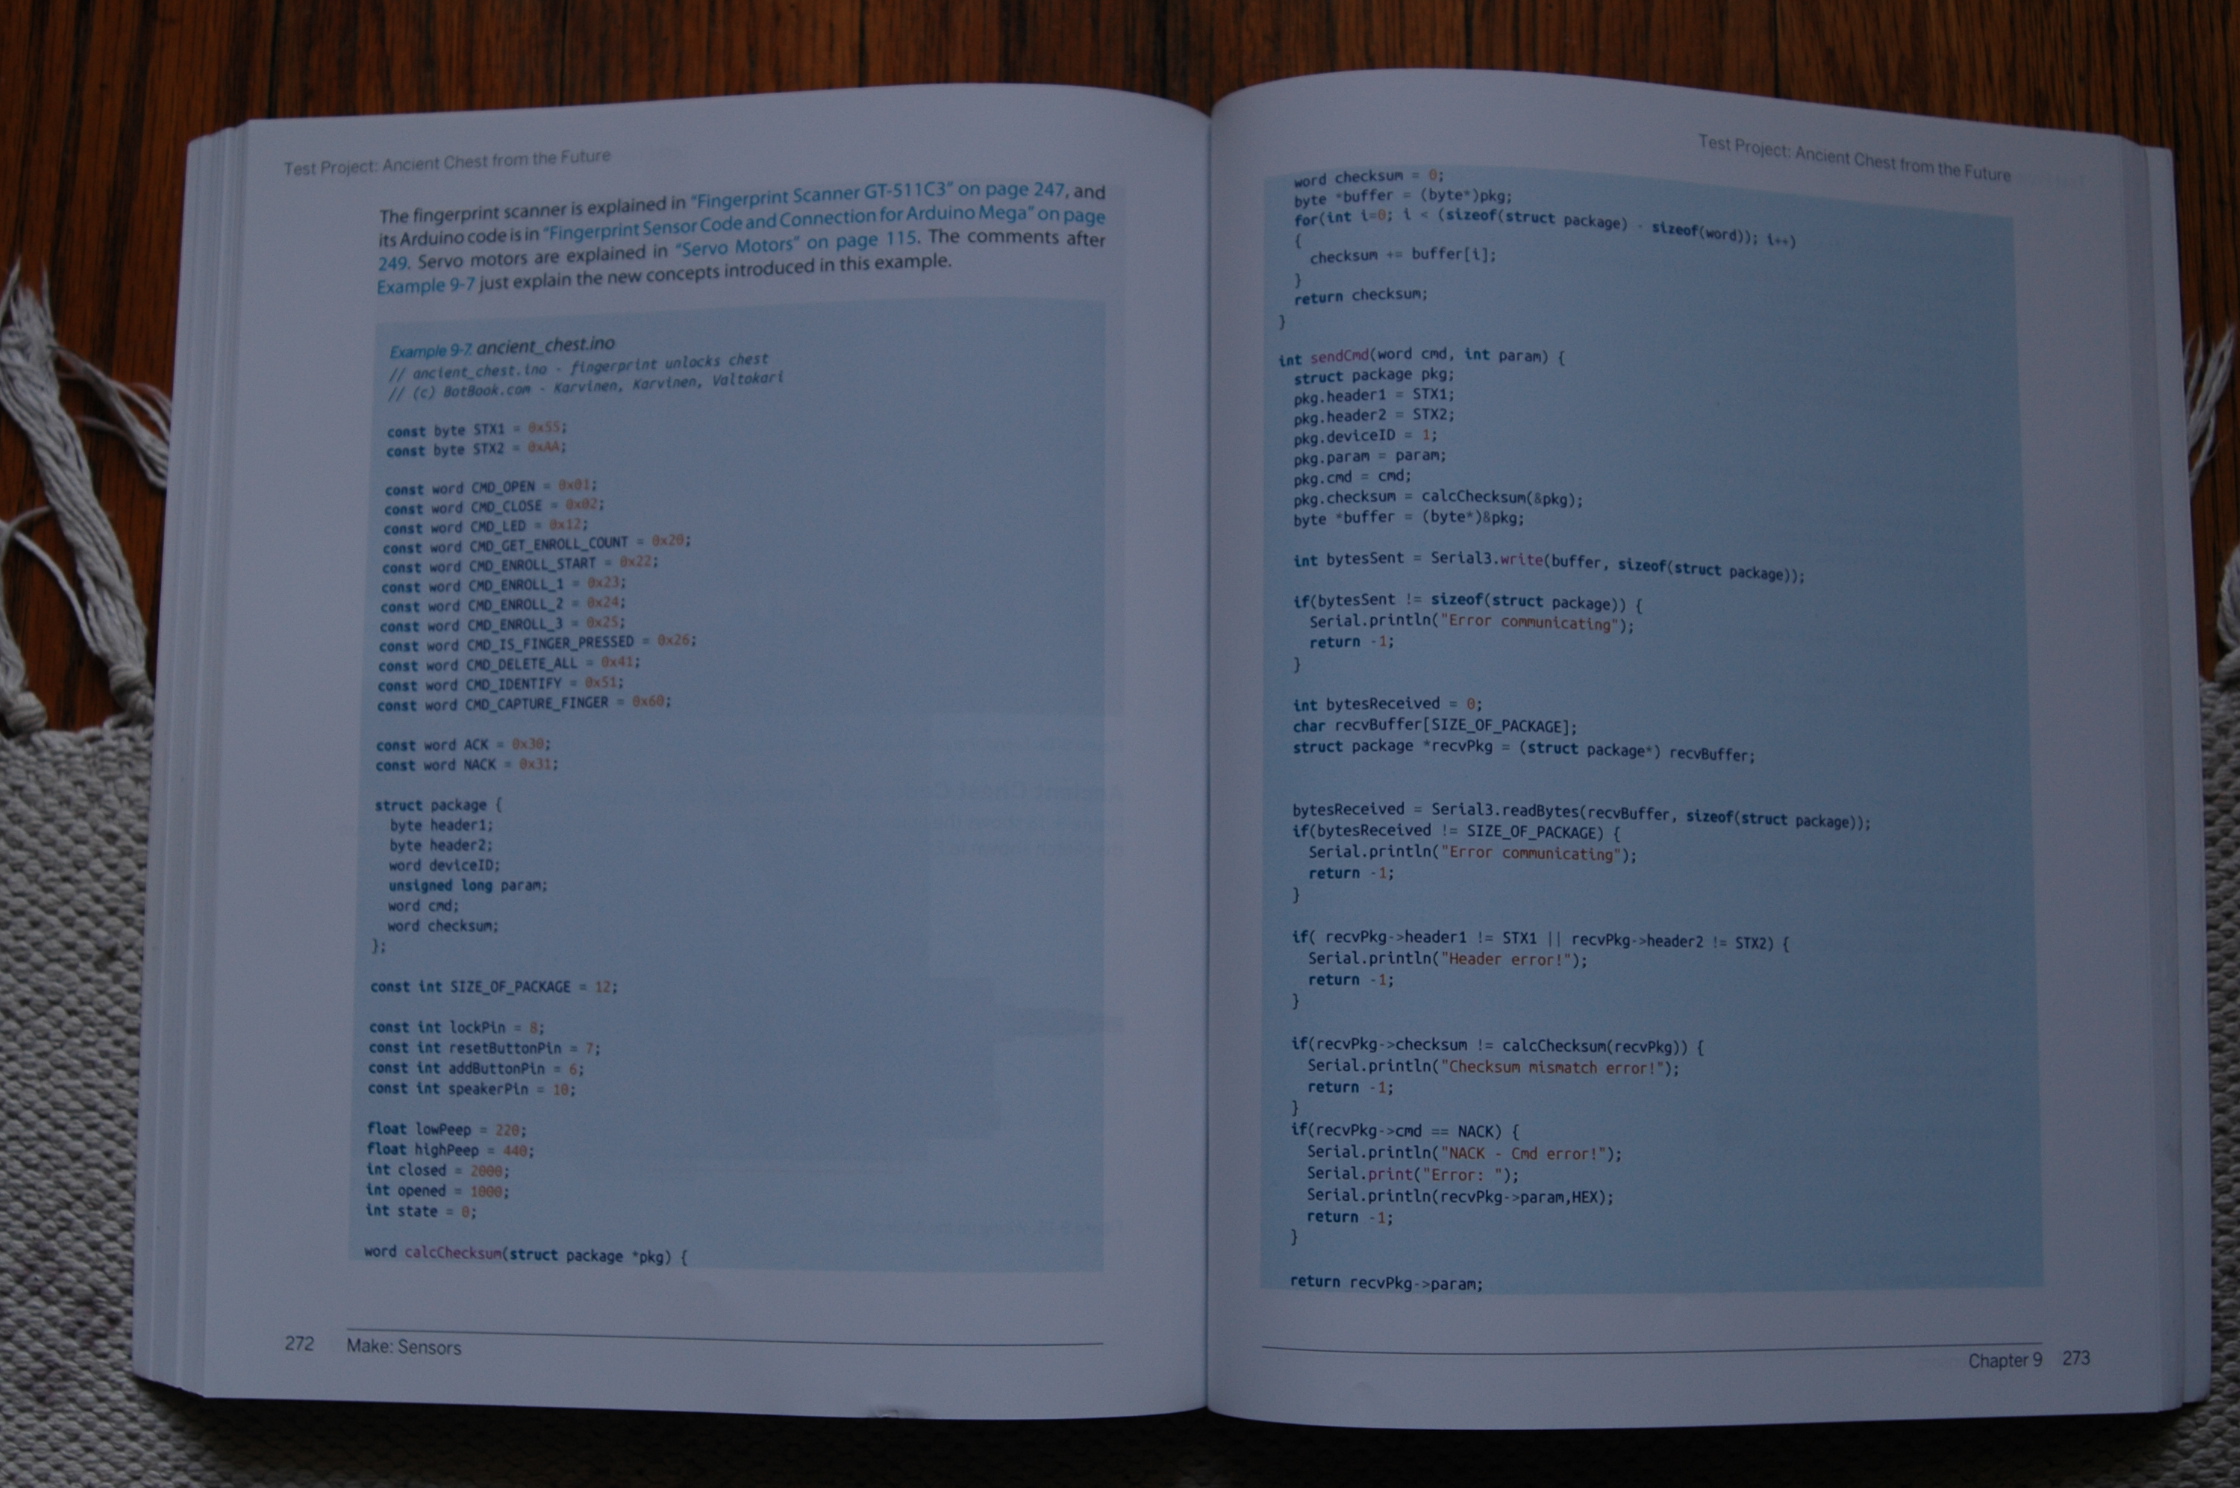 Test Project: Ancient Chest from the Future
The fingerprint scanner is explained in "Fingerprint Scanner GT-511C3" on page 247, and
its Arduino code is in "Fingerprint Sensor Code and Connection for Arduino Mega" on page
249. Servo motors are explained in "Servo Motors" on page 115. The comments after
Example 9-7 just explain the new concepts introduced in this example.
Example 9-7. ancient_chest.ino
// ancient_chest.ino - fingerprint unlocks chest
// (c) BotBook.com - Karvinen, Karvinen, Valtokari
const byte STX1 = 0x55;
const byte STX2 = 0xAA;
const word CMD_OPEN = 0x01;
const word CMD_CLOSE = 0x02;
const word CMD_LED = 0x12;
const word CMD_GET_ENROLL_COUNT = 0x20;
const word CMD_ENROLL_START = 0x22;
const word CMD_ENROLL_1 = 0x23;
const word CMD_ENROLL_2 = 0x24;
const word CMD_ENROLL_3 = 0x25;
const word CMD_IS_FINGER_PRESSED = 0x26;
const word CMD_DELETE_ALL = 0x41;
const word CMD_IDENTIFY = 0x51;
const word CMD_CAPTURE_FINGER = 0x60;
const word ACK = 0x30;
const word NACK = 0x31;
struct package {
byte header1;
byte header2;
word deviceID;
unsigned long param;
word cmd;
word checksum;
};
const int SIZE_OF_PACKAGE = 12;
const int lockPin = 8;
const int resetButtonPin = 7;
const int addButtonPin = 6;
const int speakerPin = 10;
float lowPeep = 220;
float highPeep = 440;
int closed = 2000;
int opened = 1000;
int state = 0;
word calcChecksum(struct package *pkg) {
272 Make: Sensors
Test Project: Ancient Chest from the Future
word checksum = 0;
byte *buffer = (byte*)pkg;
for(int i=0; i < (sizeof(struct package) - sizeof(word)); i++)
{
checksum += buffer[i];
}
return checksum;
}
int sendCmd(word cmd, int param) {
struct package pkg;
pkg.header1 = STX1;
pkg.header2 = STX2;
pkg.deviceID = 1;
pkg.param = param;
pkg.cmd = cmd;
pkg.checksum = calcChecksum(&pkg);
byte *buffer = (byte*)&pkg;
int bytesSent = Serial3.write(buffer, sizeof(struct package));
if(bytesSent != sizeof(struct package)) {
Serial.println("Error communicating");
return -1;
}
int bytesReceived = 0;
char recvBuffer[SIZE_OF_PACKAGE];
struct package *recvPkg = (struct package*) recvBuffer;
bytesReceived = Serial3.readBytes(recvBuffer, sizeof(struct package));
if(bytesReceived != SIZE_OF_PACKAGE) {
Serial.println("Error communicating");
return -1;
}
if( recvPkg->header1 != STX1 || recvPkg->header2 != STX2) {
Serial.println("Header error!");
return -1;
}
if(recvPkg->checksum != calcChecksum(recvPkg)) {
Serial.println("Checksum mismatch error!");
return -1;
}
if(recvPkg->cmd == NACK) {
Serial.println("NACK - Cmd error!");
Serial.print("Error: ");
Serial.println(recvPkg->param,HEX);
return -1;
}
return recvPkg->param;
Chapter 9 273